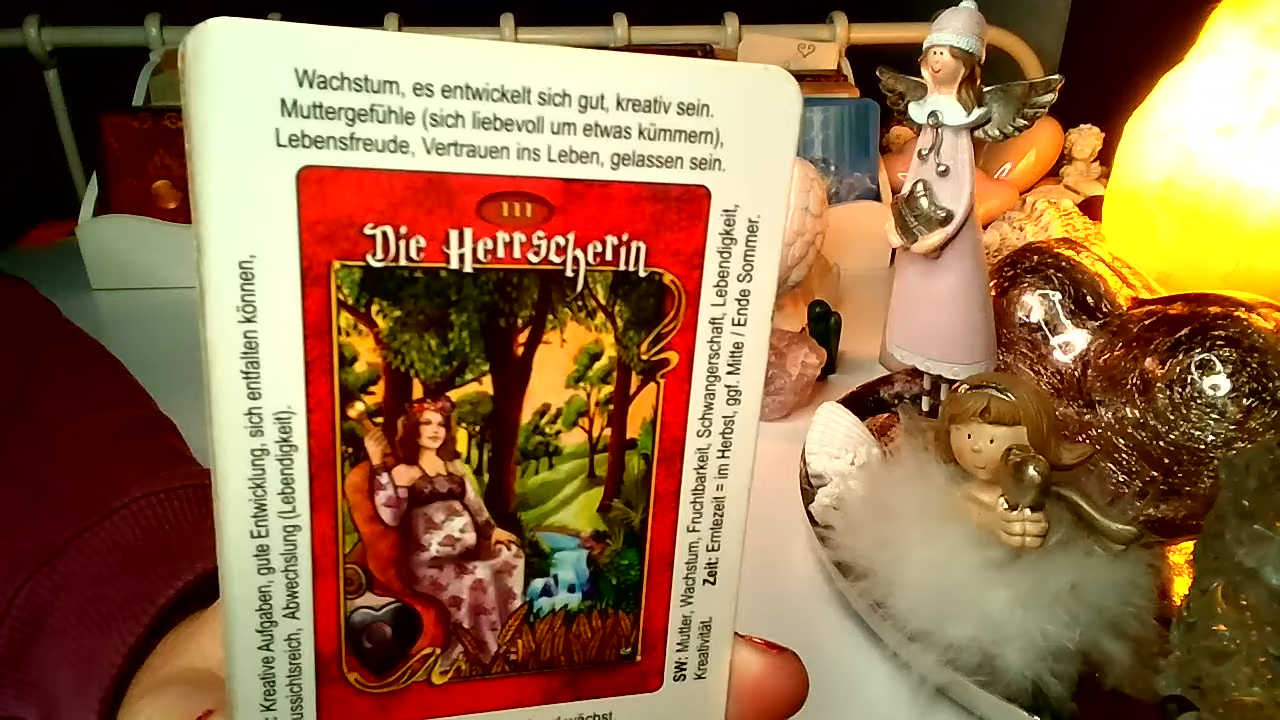 Wachstum, es entwickelt sich gut, kreativ sein.
Muttergefühle (sich liebevoll um etwas kümmern),
Lebensfreude, Vertrauen ins Leben, gelassen sein.
III
Die Herrscherin
: Kreative Aufgaben, gute Entwicklung, sich entfalten können,
ussichtsreich, Abwechslung (Lebendigkeit).
SW: Mutter, Wachstum, Fruchtbarkeit, Schwangerschaft, Lebendigkeit,
Kreativität. Zeit: Erntezeit = im Herbst, ggf. Mitte / Ende Sommer.